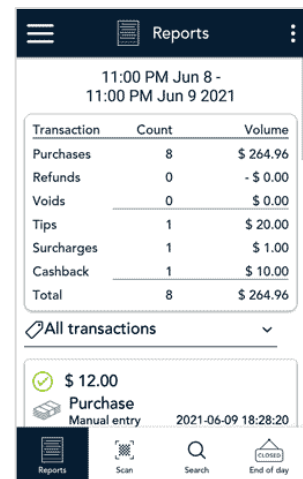 Reports
11:00 PM Jun 8 -
11:00 PM Jun 9 2021
Transaction Count Volume
Purchases 8 $ 264.96
Refunds 0 - $ 0.00
Voids 0 $ 0.00
Tips 1 $ 20.00
Surcharges 1 $ 1.00
Cashback 1 $ 10.00
Total 8 $ 264.96
All transactions
$ 12.00
Purchase
Manual entry 2021-06-09 18:28:20
Reports Scan Search End of day
CLOSED